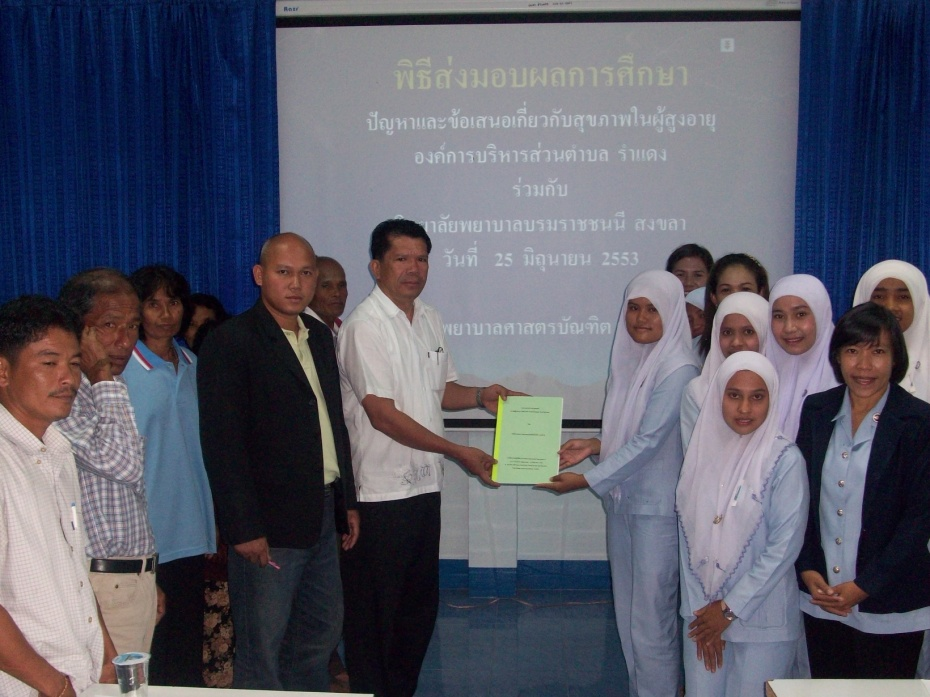 พิธีส่งมอบผลการศึกษา
ปัญหาและข้อเสนอเกี่ยวกับสุขภาพในผู้สูงอายุ
องค์การบริหารส่วนตำบล รำแดง
ร่วมกับ
วิทยาลัยพยาบาลบรมราชชนนี สงขลา
วันที่ 25 มิถุนายน 2553
พยาบาลศาสตรบัณฑิต